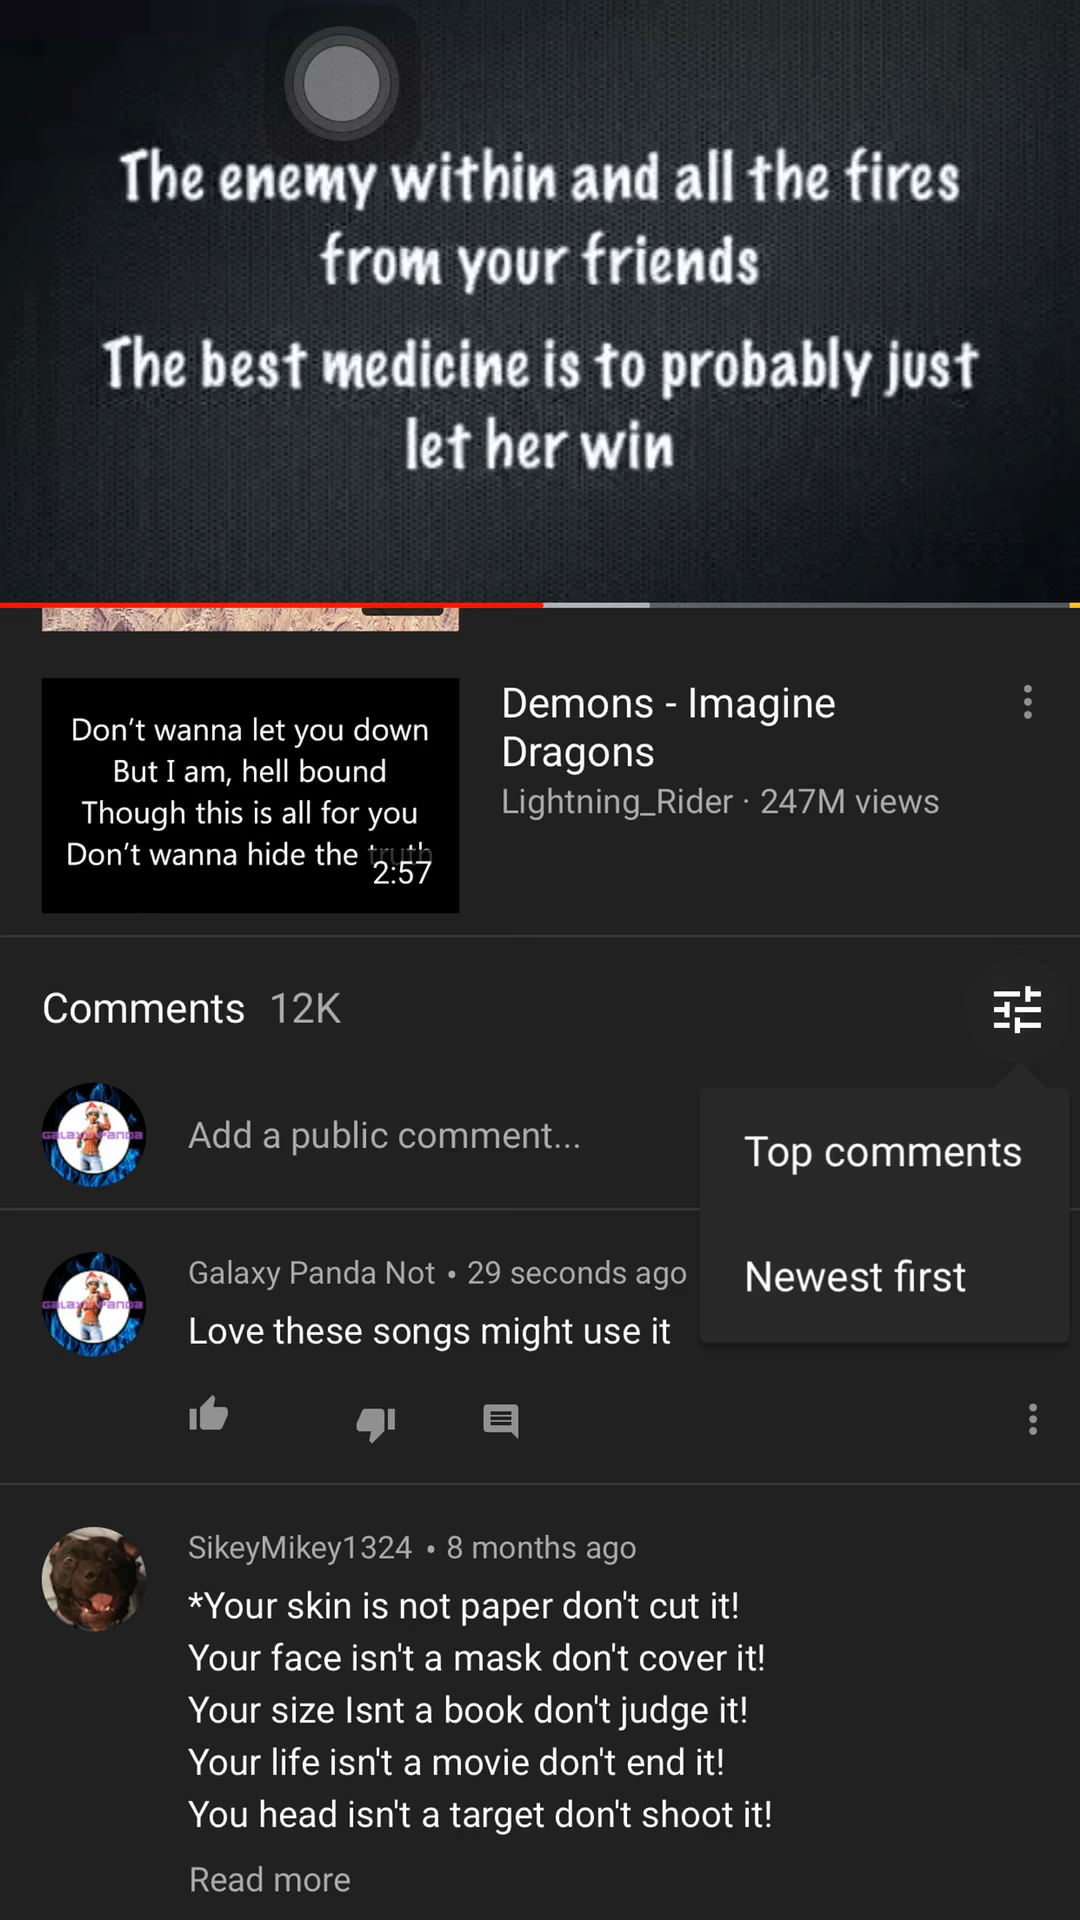 The enemy within and all the fires
from your friends
The best medicine is to probably just
let her win
Don't wanna let you down
But I am, hell bound
Though this is all for you
Don't wanna hide the truth
2:57
Demons - Imagine
Dragons
Lightning_Rider · 247M views
Comments 12K
Add a public comment...
Top comments
Newest first
Galaxy Panda Not • 29 seconds ago
Love these songs might use it
SikeyMikey1324 • 8 months ago
*Your skin is not paper don't cut it!
Your face isn't a mask don't cover it!
Your size Isnt a book don't judge it!
Your life isn't a movie don't end it!
You head isn't a target don't shoot it!
Read more